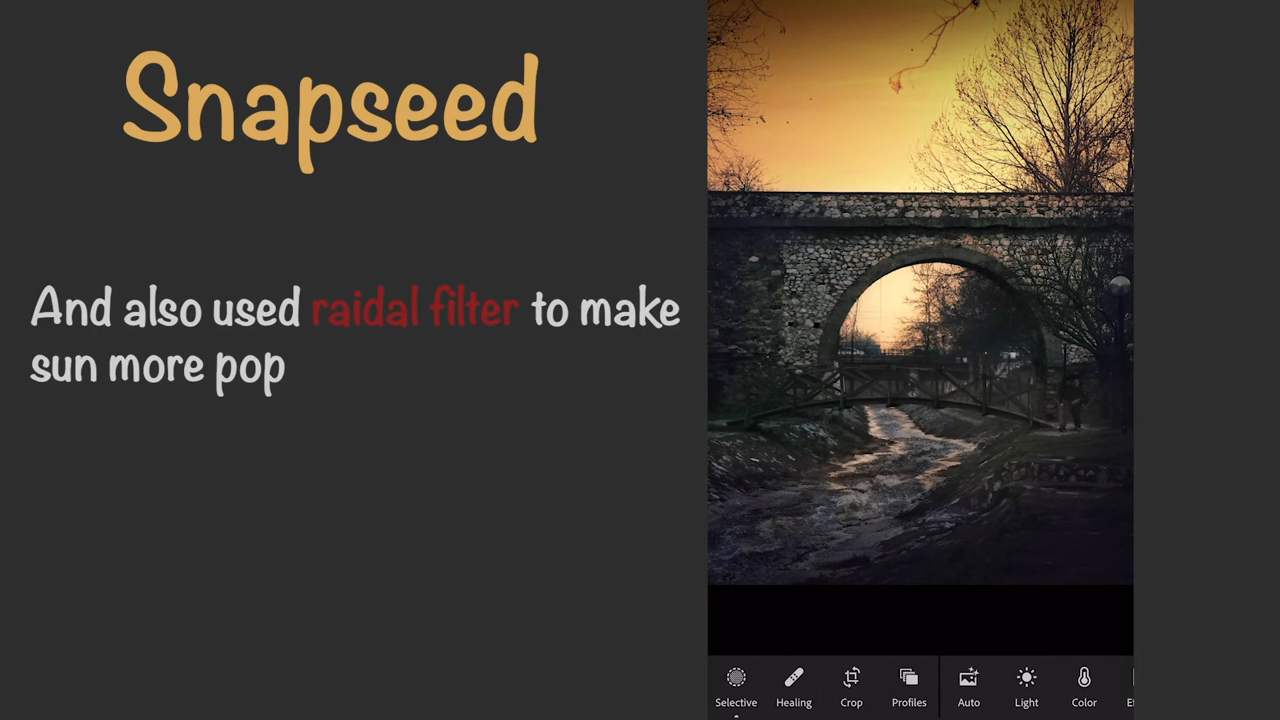 Snapseed
And also used raidal filter to make
sun more pop
Selective Healing Crop Profiles Auto Light Color